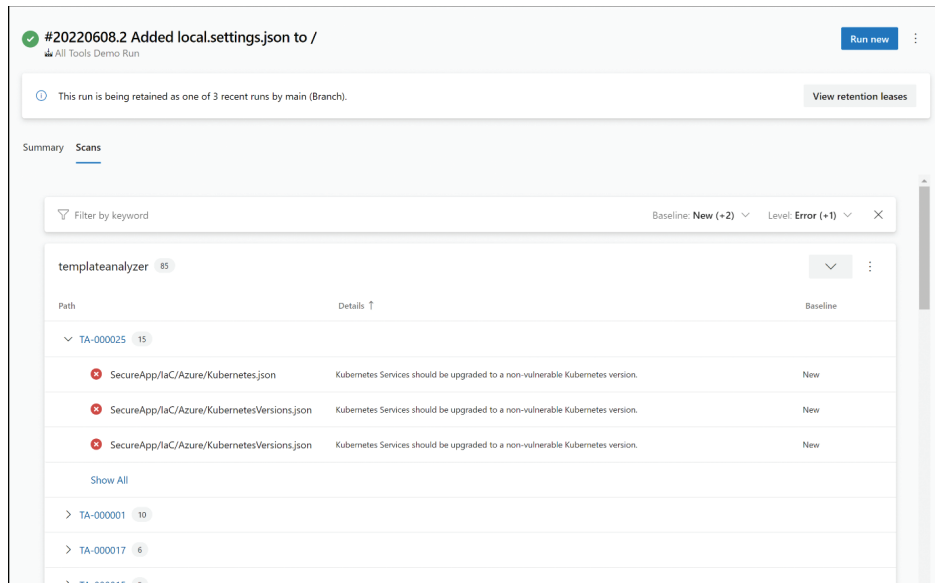 #20220608.2 Added local.settings.json to /
All Tools Demo Run
Run new
This run is being retained as one of 3 recent runs by main (Branch).
View retention leases
Summary Scans
Filter by keyword
Baseline: New (+2)
Level: Error (+1)
templateanalyzer 85
Path Details ↑ Baseline
TA-000025 15
SecureApp/IaC/Azure/Kubernetes.json Kubernetes Services should be upgraded to a non-vulnerable Kubernetes version. New
SecureApp/IaC/Azure/KubernetesVersions.json Kubernetes Services should be upgraded to a non-vulnerable Kubernetes version. New
SecureApp/IaC/Azure/KubernetesVersions.json Kubernetes Services should be upgraded to a non-vulnerable Kubernetes version. New
Show All
TA-000001 10
TA-000017 6